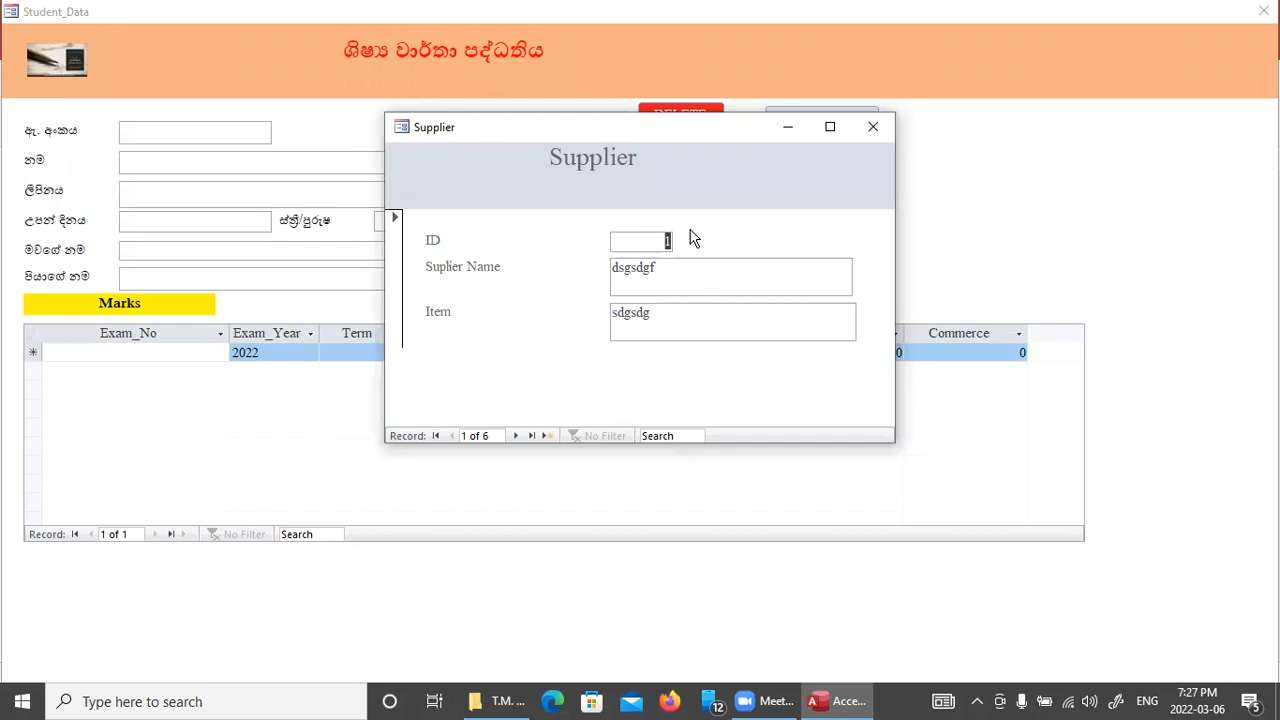 Student_Data
ශිෂ්‍ය වාර්තා පද්ධතිය
ඇ. අංකය
නම
ලිපිනය
උපන් දිනය ස්ත්‍රී/පුරුෂ
මවගේ නම
පියාගේ නම
Marks
Exam_No Exam_Year Term Commerce
2022 0 0
Record: 1 of 1 No Filter Search
Supplier
Supplier
ID 1
Suplier Name dsgsdgf
Item sdgsdg
Record: 1 of 6 No Filter Search
Type here to search T.M. ... 12 Meet... Acce... ENG 7:27 PM 2022-03-06 5